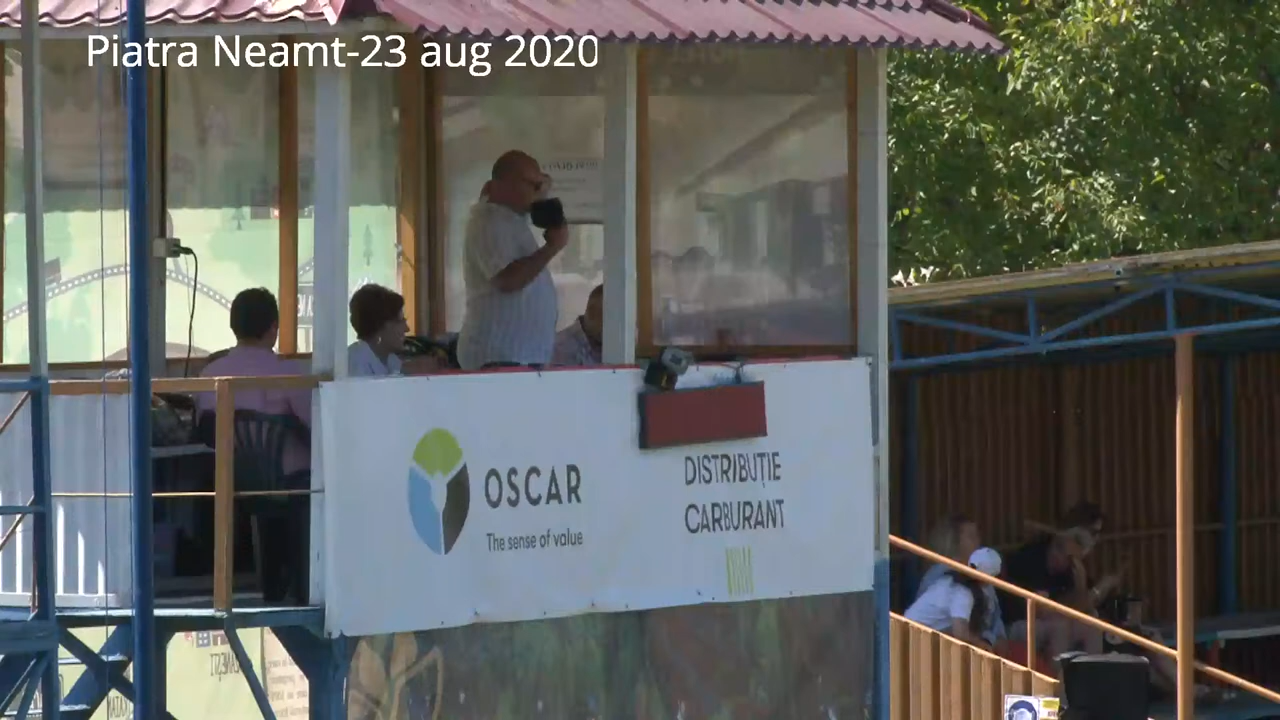 Piatra Neamt-23 aug 2020
OSCAR
The sense of value
DISTRIBUȚIE
CARBURANT